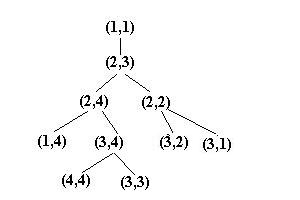 (1,1)
(2,3)
(2,4) (2,2)
(1,4) (3,4) (3,2) (3,1)
(4,4) (3,3)